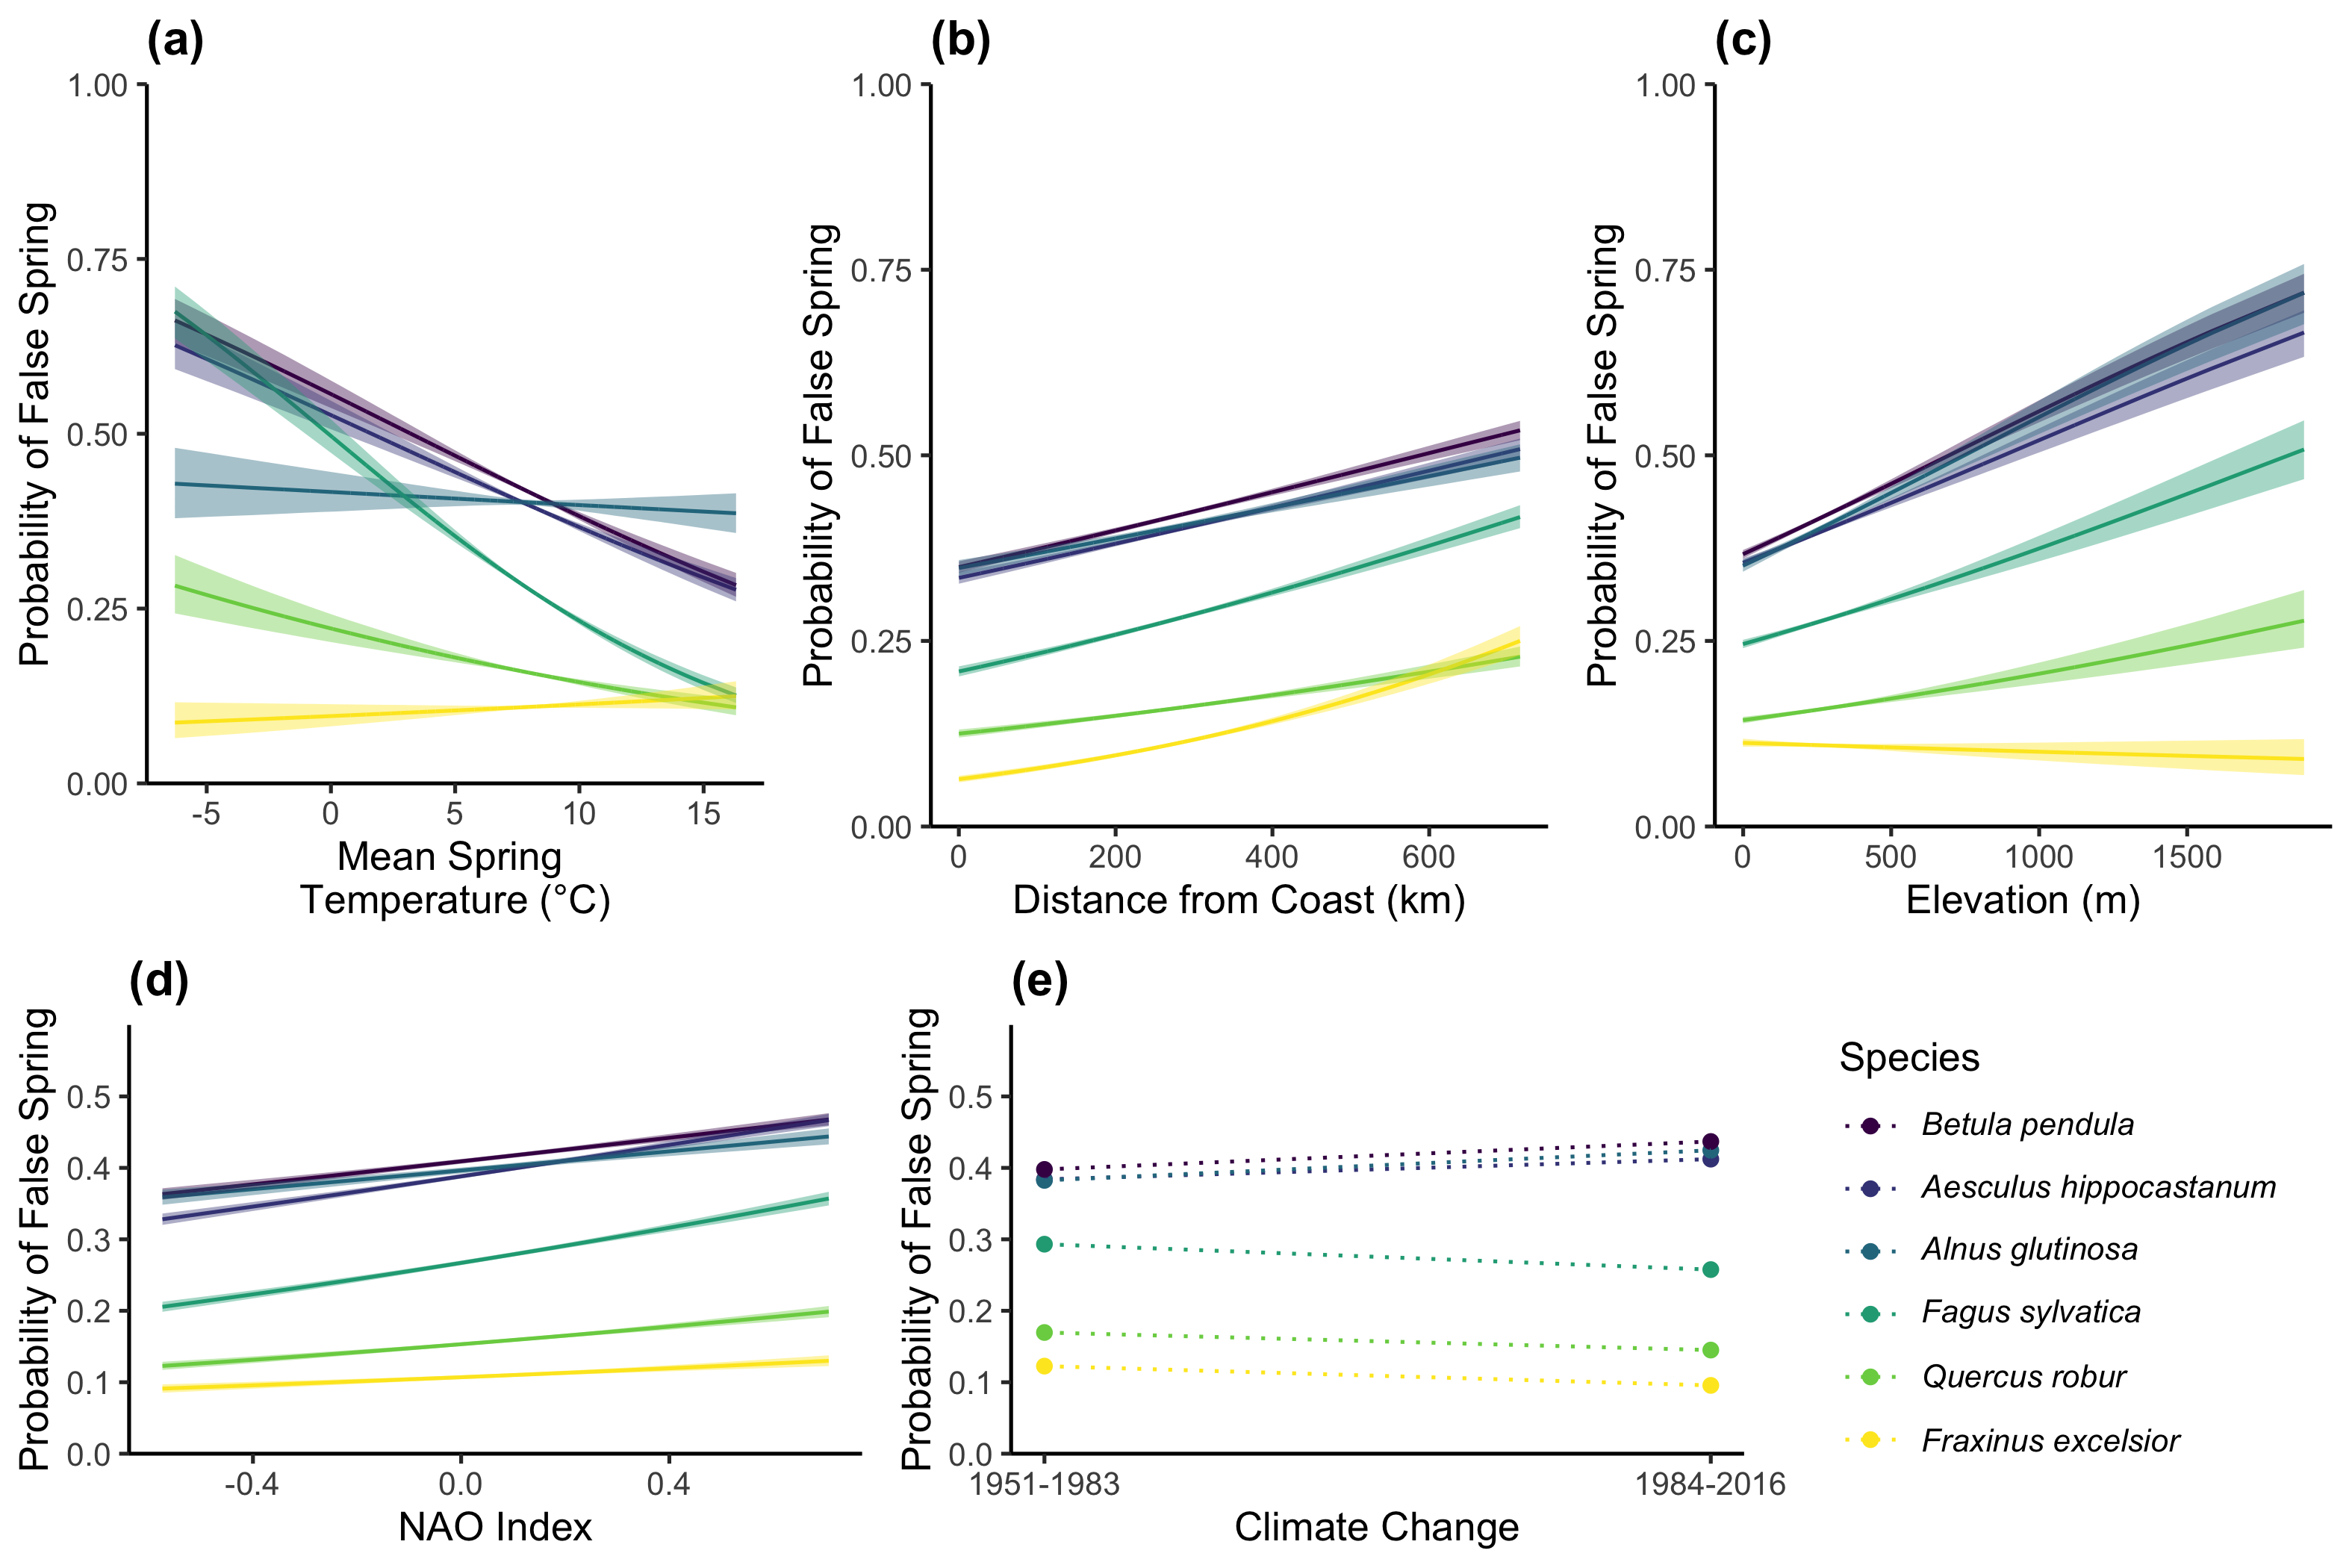 (a)
1.00
0.75
0.50
0.25
0.00
Probability of False Spring
-5 0 5 10 15
Mean Spring
Temperature (°C)
(b)
1.00
0.75
0.50
0.25
0.00
Probability of False Spring
0 200 400 600
Distance from Coast (km)
(c)
1.00
0.75
0.50
0.25
0.00
Probability of False Spring
0 500 1000 1500
Elevation (m)
(d)
0.5
0.4
0.3
0.2
0.1
0.0
Probability of False Spring
-0.4 0.0 0.4
NAO Index
(e)
0.5
0.4
0.3
0.2
0.1
0.0
Probability of False Spring
1951-1983 1984-2016
Climate Change
Species
Betula pendula
Aesculus hippocastanum
Alnus glutinosa
Fagus sylvatica
Quercus robur
Fraxinus excelsior